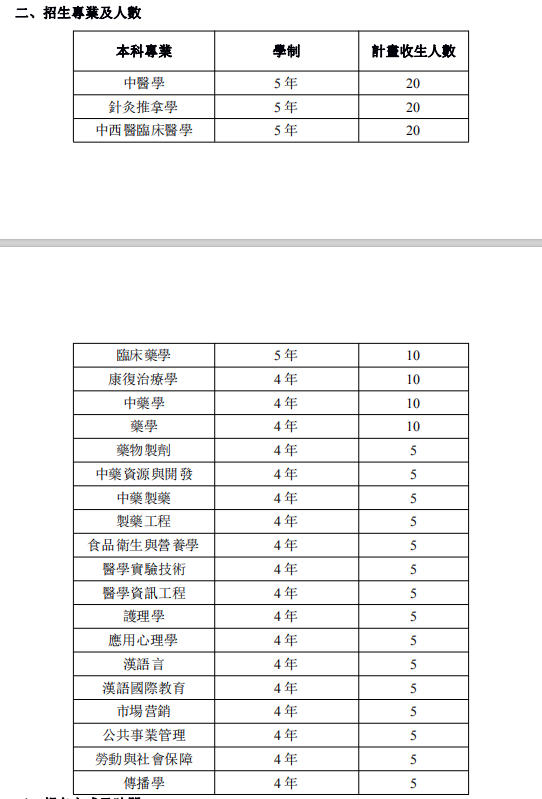 二、招生專業及人數
本科專業 學制 計畫收生人數
中醫學 5 年 20
針灸推拿學 5 年 20
中西醫臨床醫學 5 年 20
臨床藥學 5 年 10
康復治療學 4 年 10
中藥學 4 年 10
藥學 4 年 10
藥物製劑 4 年 5
中藥資源與開發 4 年 5
中藥製藥 4 年 5
製藥工程 4 年 5
食品衛生與營養學 4 年 5
醫學實驗技術 4 年 5
醫學資訊工程 4 年 5
護理學 4 年 5
應用心理學 4 年 5
漢語言 4 年 5
漢語國際教育 4 年 5
市場营銷 4 年 5
公共事業管理 4 年 5
勞動與社會保障 4 年 5
傳播學 4 年 5